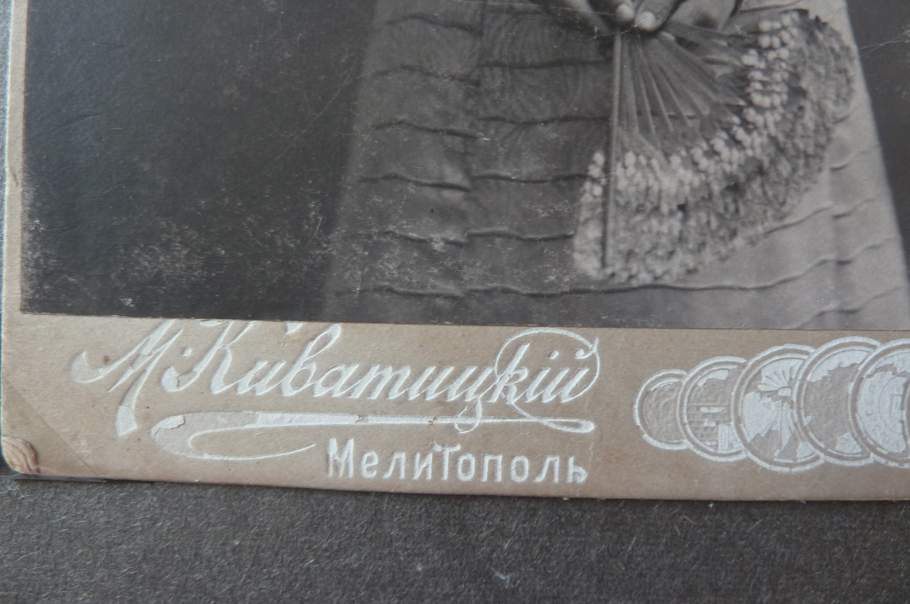 М. Киватицкій
Мелитополь